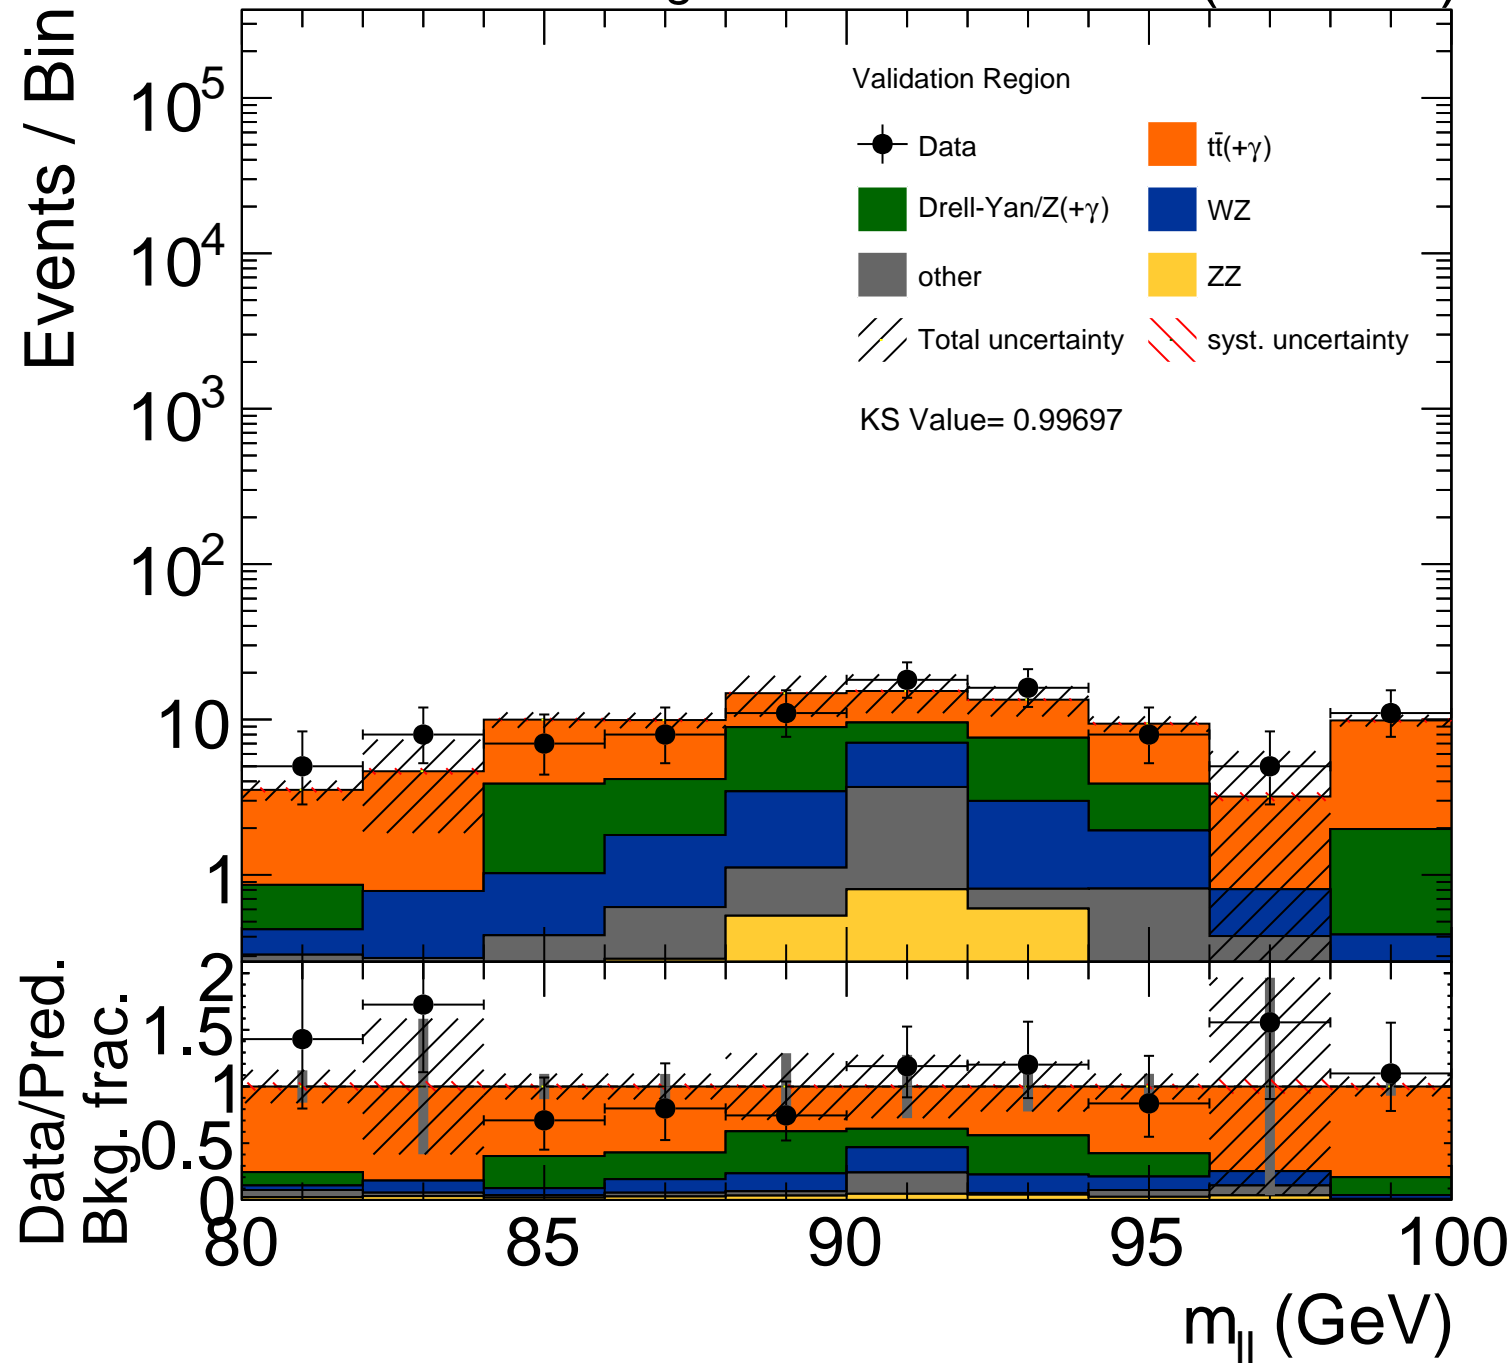 Events / Bin
10^5
10^4
10^3
10^2
10
1
Validation Region
Data
tt̄(+γ)
Drell-Yan/Z(+γ)
WZ
other
ZZ
Total uncertainty
syst. uncertainty
KS Value= 0.99697
Data/Pred.
Bkg. frac.
2
1.5
1
0.5
0
80
85
90
95
100
m_ll (GeV)